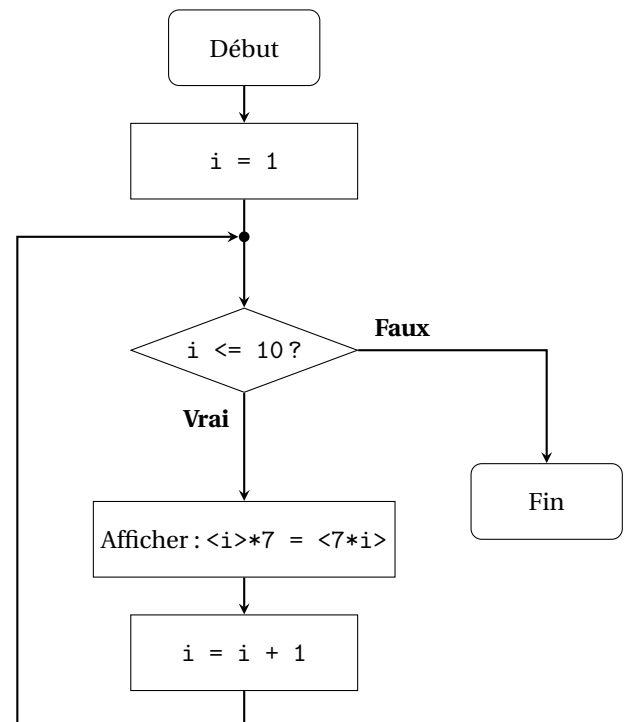 Début
i = 1
i <= 10 ?
Faux
Vrai
Fin
Afficher : <i>*7 = <7*i>
i = i + 1